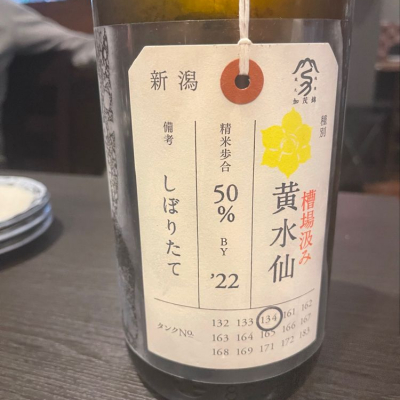 新潟
加茂錦
種別
槽場汲み
黄水仙
精米歩合
50%
BY
'22
備考
しぼりたて
タンクNo.
132 133 134 161 162
163 164 165 166 167
168 169 171 172 183